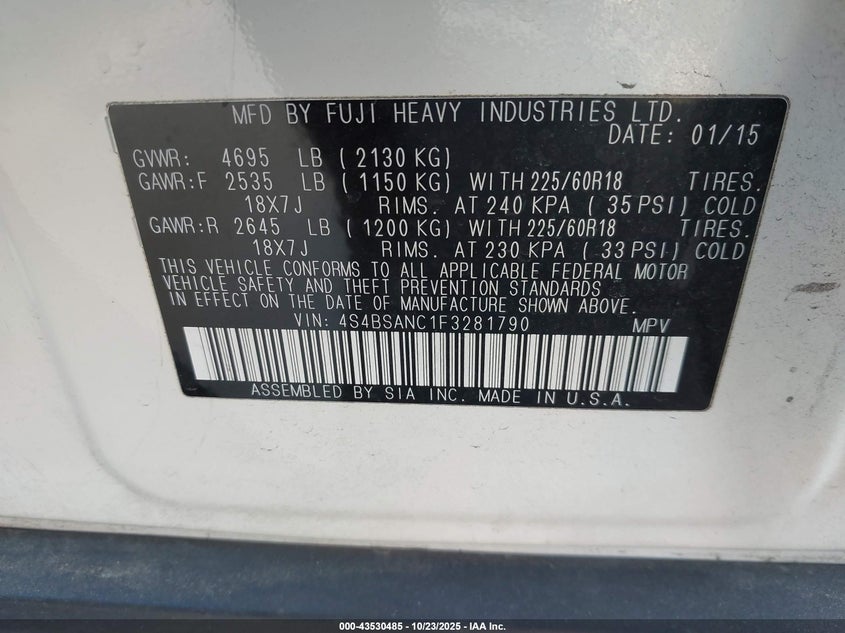 MFD BY FUJI HEAVY INDUSTRIES LTD.
DATE: 01/15
GVWR: 4695 LB ( 2130 KG)
GAWR:F 2535 LB ( 1150 KG) WITH 225/60R18 TIRES.
18X7J RIMS. AT 240 KPA ( 35 PSI) COLD
GAWR:R 2645 LB ( 1200 KG) WITH 225/60R18 TIRES.
18X7J RIMS. AT 230 KPA ( 33 PSI) COLD
THIS VEHICLE CONFORMS TO ALL APPLICABLE FEDERAL MOTOR
VEHICLE SAFETY AND THEFT PREVENTION STANDARDS
IN EFFECT ON THE DATE OF MANUFACTURE SHOWN ABOVE.
VIN: 4S4BSANC1F3281790 MPV
ASSEMBLED BY SIA INC. MADE IN U.S.A.
000-43530485 - 10/23/2025 - IAA Inc.